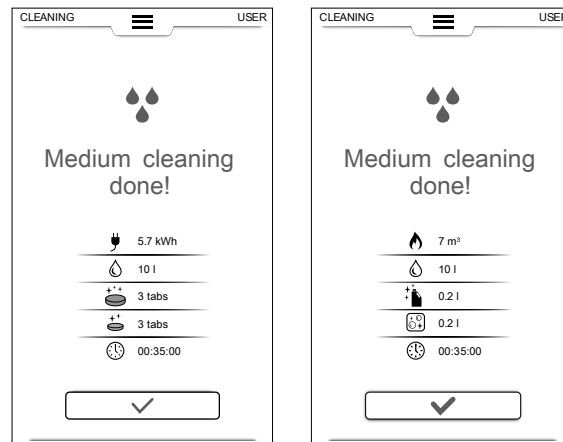 CLEANING USER
Medium cleaning
done!
5.7 kWh
10 l
3 tabs
3 tabs
00:35:00
CLEANING USER
Medium cleaning
done!
7 m³
10 l
0.2 l
0.2 l
00:35:00